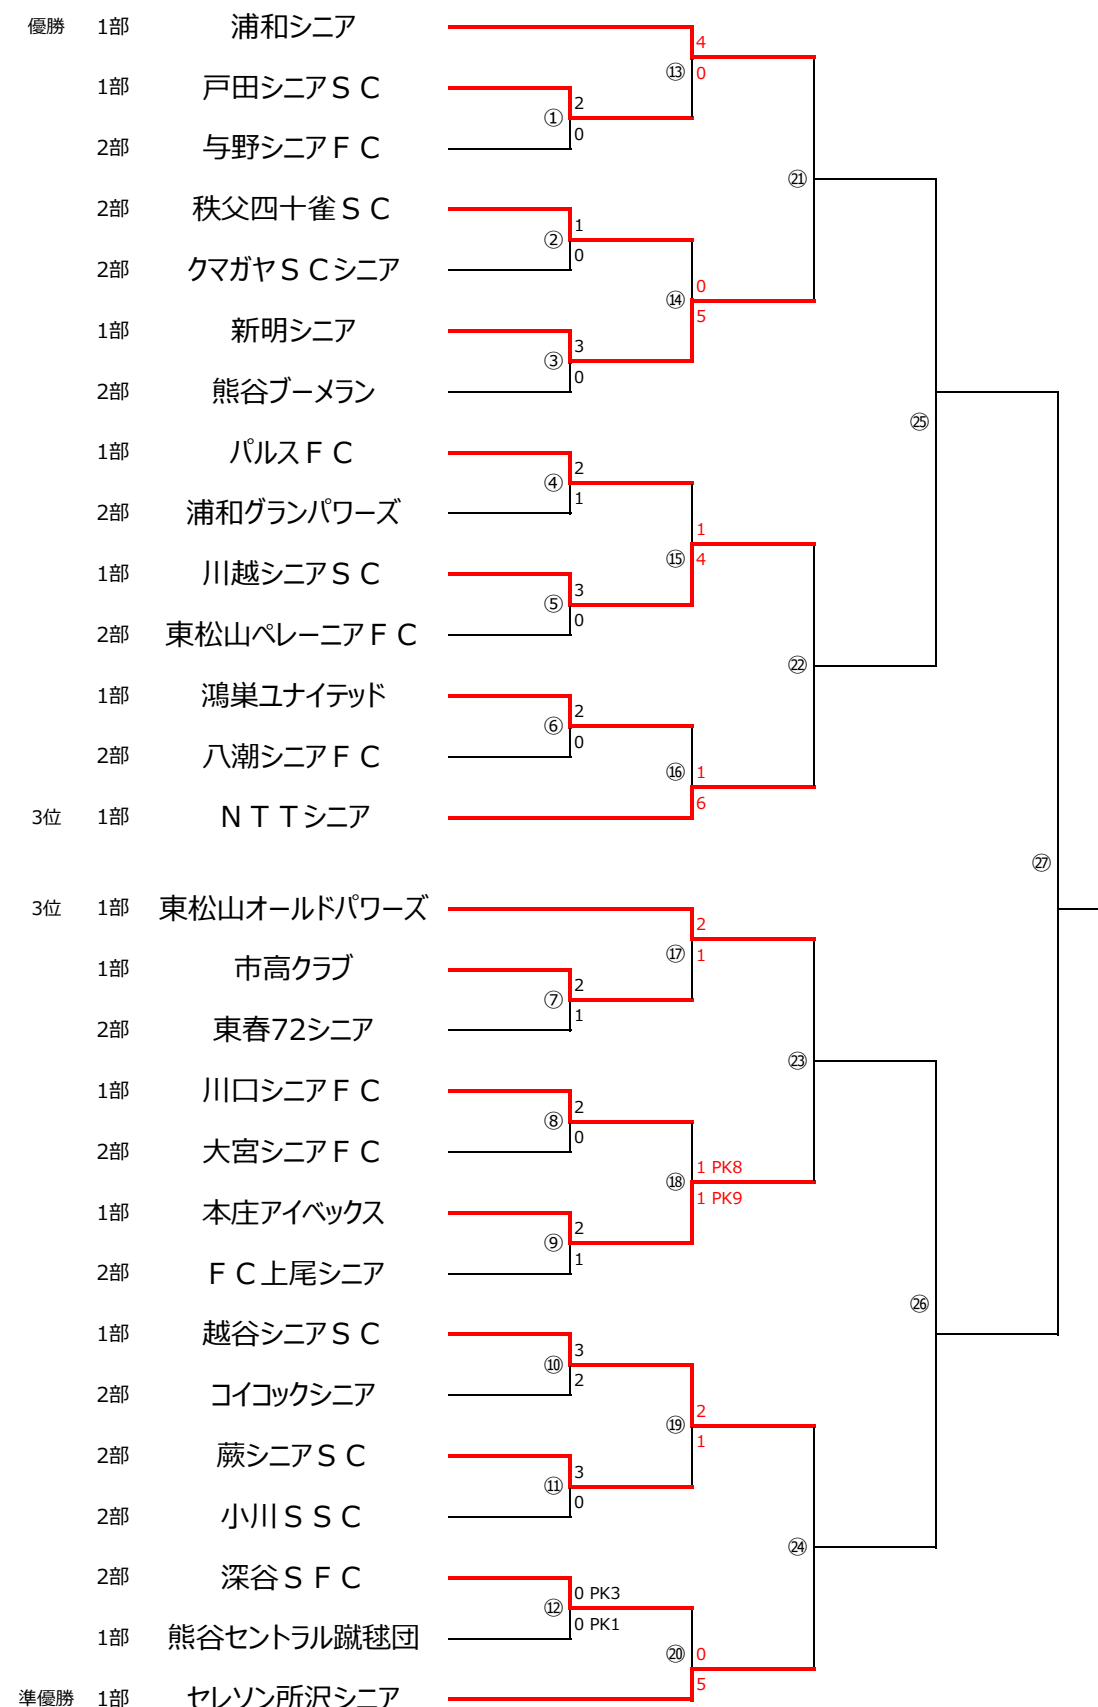 優勝 1部 浦和シニア
4
⑬
0
1部 戸田シニアＳＣ
2
①
0
2部 与野シニアＦＣ
㉑
2部 秩父四十雀ＳＣ
1
②
0
2部 クマガヤＳＣシニア
0
⑭
5
1部 新明シニア
3
③
0
2部 熊谷ブーメラン
㉕
1部 パルスＦＣ
2
④
1
2部 浦和グランパワーズ
1
⑮
4
1部 川越シニアＳＣ
3
⑤
0
2部 東松山ペレーニアＦＣ
㉒
1部 鴻巣ユナイテッド
2
⑥
0
2部 八潮シニアＦＣ
⑯ 1
6
3位 1部 ＮＴＴシニア
㉗
3位 1部 東松山オールドパワーズ
2
⑰
1
1部 市高クラブ
2
⑦
1
2部 東春72シニア
㉓
1部 川口シニアＦＣ
2
⑧
0
2部 大宮シニアＦＣ
1 PK8
⑱
1 PK9
1部 本庄アイベックス
2
⑨
1
2部 ＦＣ上尾シニア
㉖
1部 越谷シニアＳＣ
3
⑩
2
2部 コイコックシニア
2
⑲
1
2部 蕨シニアＳＣ
3
⑪
0
2部 小川ＳＳＣ
㉔
2部 深谷ＳＦＣ
0 PK3
⑫
0 PK1
1部 熊谷セントラル蹴球団
⑳ 0
5
準優勝 1部 セレソン所沢シニア